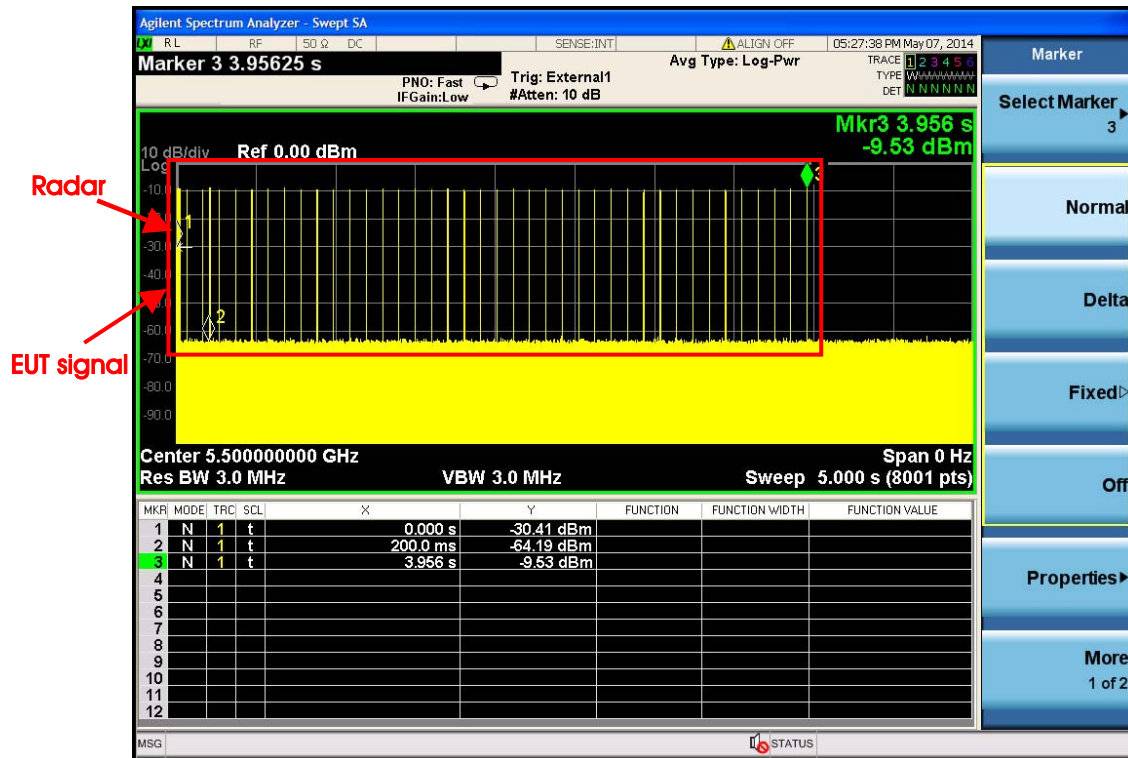 Agilent Spectrum Analyzer - Swept SA
LXI RL RF 50 Ω DC SENSE:INT ALIGN OFF 05:27:38 PM May 07, 2014
Marker 3 3.95625 s
PNO: Fast
IFGain:Low
Trig: External1
#Atten: 10 dB
Avg Type: Log-Pwr
TRACE 1 2 3 4 5 6
TYPE
DET N N N N N N
Mkr3 3.956 s
-9.53 dBm
10 dB/div
Log
Ref 0.00 dBm
-10.0
-30.0
-40.0
-60.0
-70.0
-80.0
-90.0
1
2
3
Radar
EUT signal
Center 5.500000000 GHz
Span 0 Hz
Res BW 3.0 MHz
VBW 3.0 MHz
Sweep 5.000 s (8001 pts)
MKR MODE TRC SCL X Y FUNCTION FUNCTION WIDTH FUNCTION VALUE
1 N 1 t 0.000 s -30.41 dBm
2 N 1 t 200.0 ms -64.19 dBm
3 N 1 t 3.956 s -9.53 dBm
4
5
6
7
8
9
10
11
12
MSG
STATUS
Marker
Select Marker
3
Normal
Delta
Fixed
Off
Properties
More
1 of 2